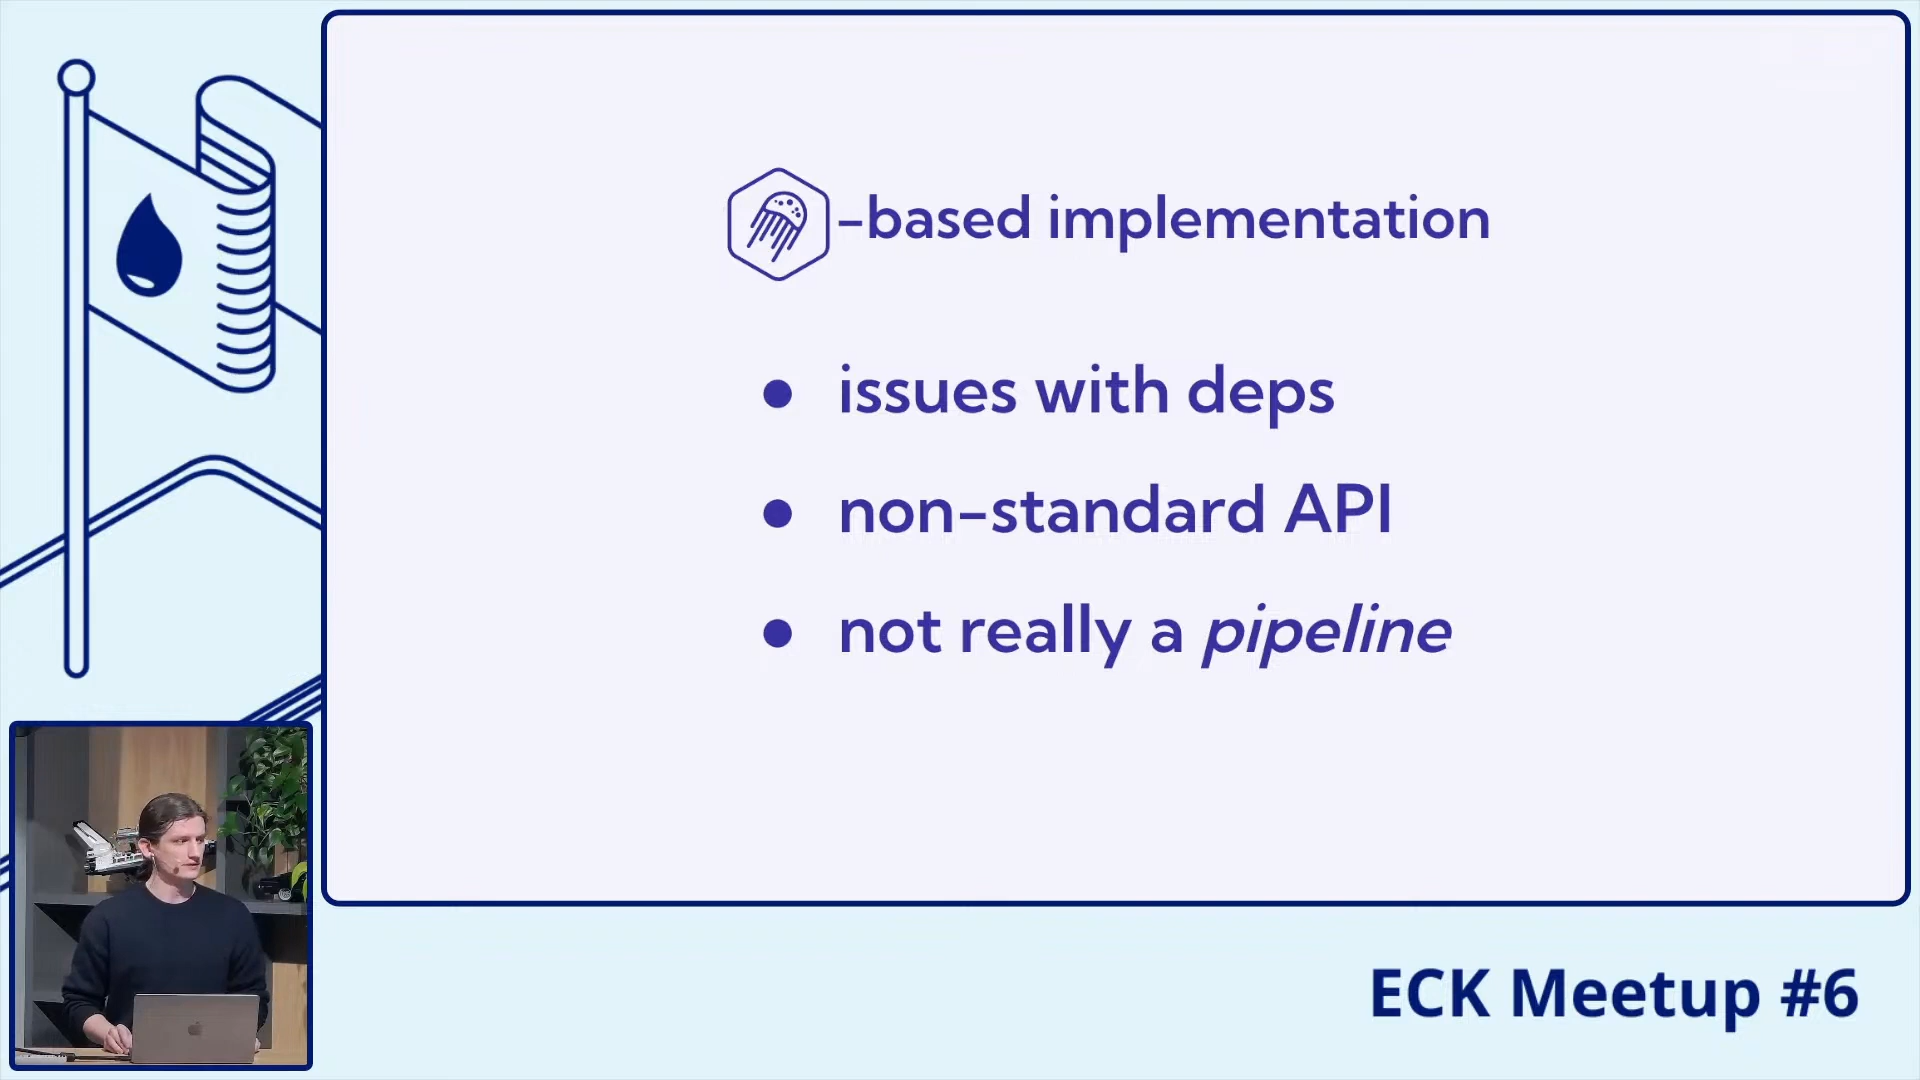 -based implementation
issues with deps
non-standard API
not really a pipeline
ECK Meetup #6